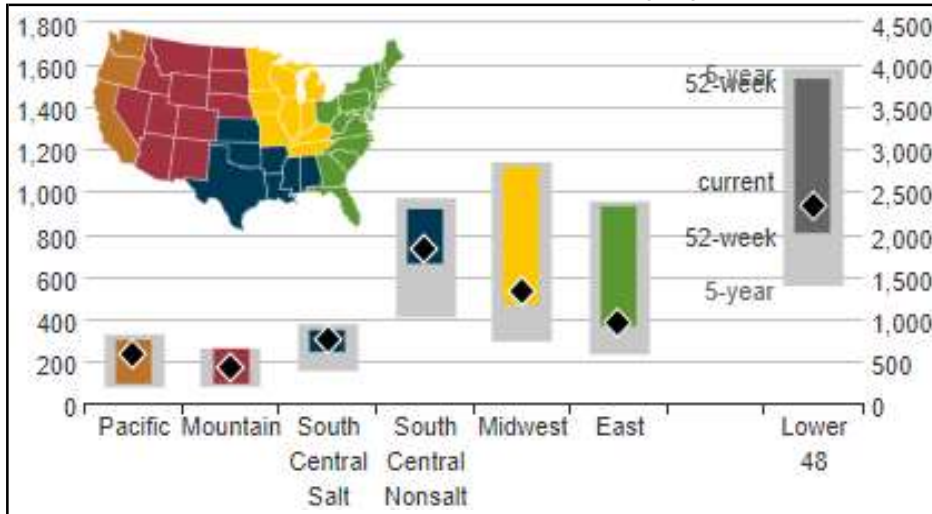 1,800
1,600
1,400
1,200
1,000
800
600
400
200
0
4,500
4,000
3,500
3,000
2,500
2,000
1,500
1,000
500
0
5-year
52-week
current
52-week
5-year
Pacific
Mountain
South
Central
Salt
South
Central
Nonsalt
Midwest
East
Lower
48